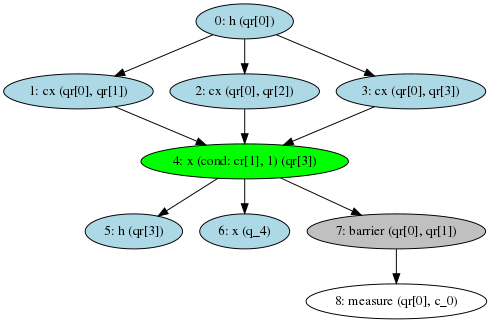 0: h (qr[0])
1: cx (qr[0], qr[1])
2: cx (qr[0], qr[2])
3: cx (qr[0], qr[3])
4: x (cond: cr[1], 1) (qr[3])
5: h (qr[3])
6: x (q_4)
7: barrier (qr[0], qr[1])
8: measure (qr[0], c_0)